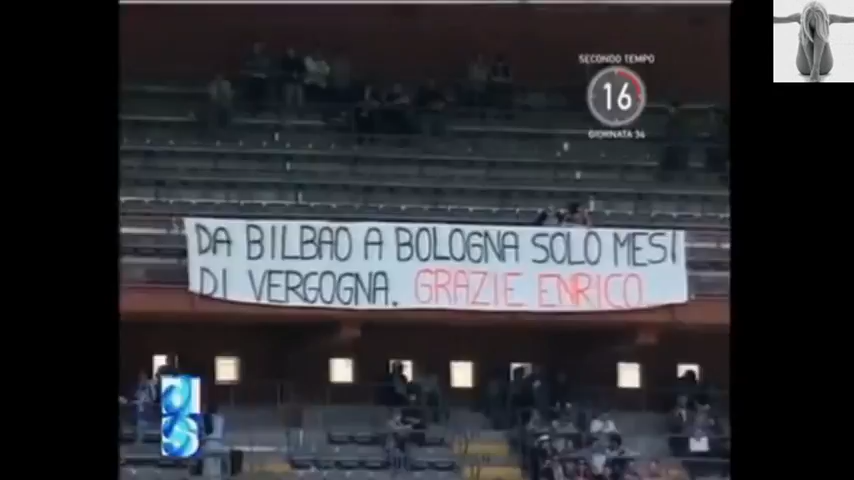 SECONDO TEMPO
16
GIORNATA 34
DA BILBAO A BOLOGNA SOLO MESI
DI VERGOGNA. GRAZIE ENRICO